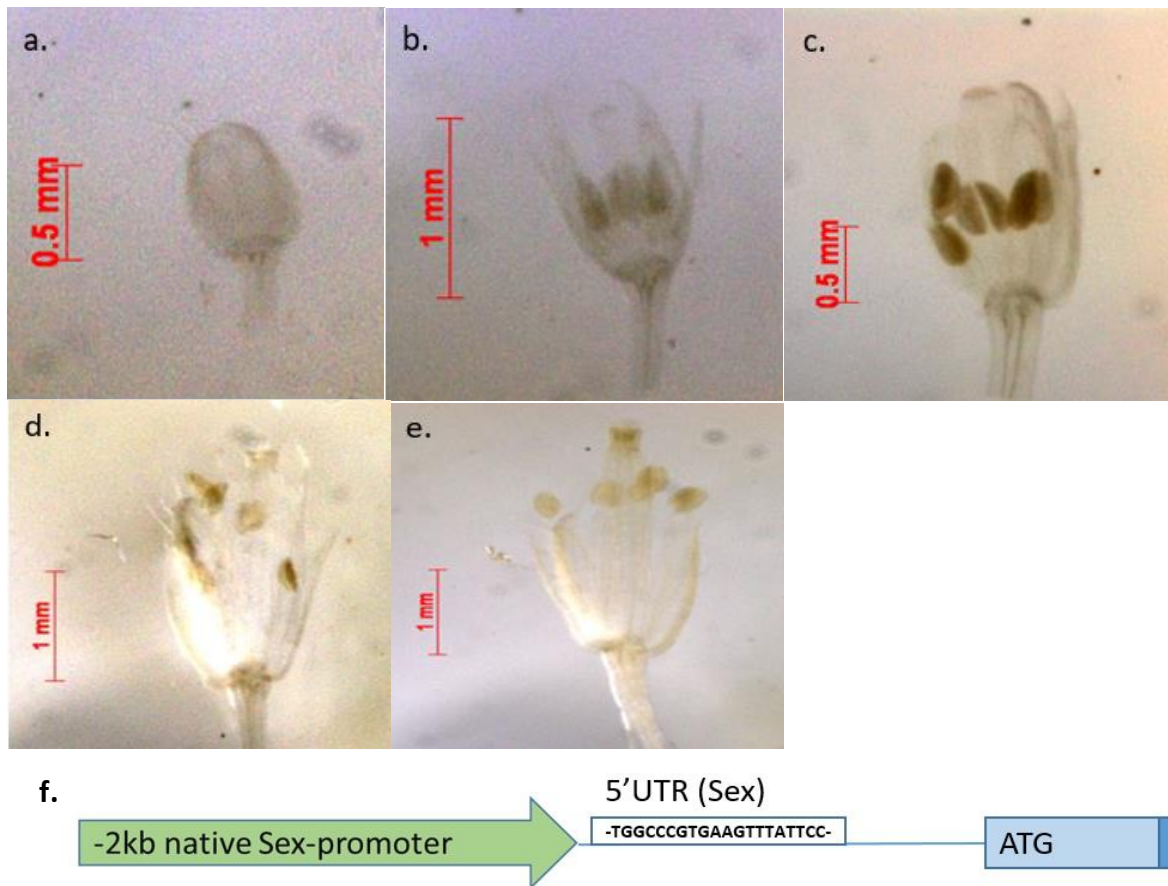 a.
0.5 mm
b.
1 mm
c.
0.5 mm
d.
1 mm
e.
1 mm
f.
5'UTR (Sex)
-TGGCCCGTGAAGTTTATTCC-
-2kb native Sex-promoter
ATG